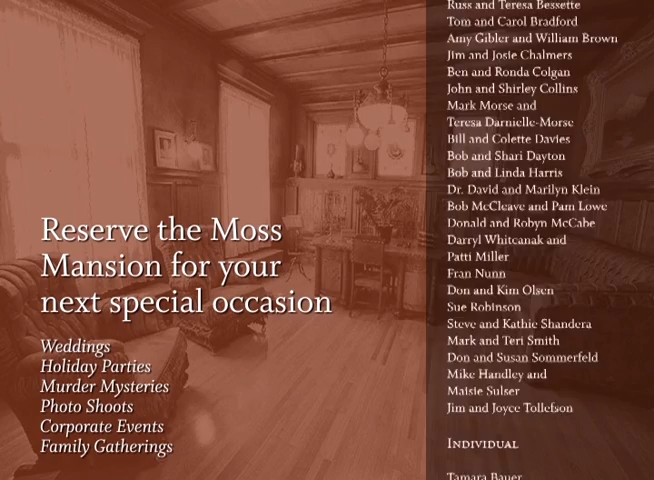 Reserve the Moss
Mansion for your
next special occasion
Weddings
Holiday Parties
Murder Mysteries
Photo Shoots
Corporate Events
Family Gatherings
Russ and Teresa Bessette
Tom and Carol Bradford
Amy Gibler and William Brown
Jim and Josie Chalmers
Ben and Ronda Colgan
John and Shirley Collins
Mark Morse and
Teresa Darnielle-Morse
Bill and Colette Davies
Bob and Shari Dayton
Bob and Linda Harris
Dr. David and Marilyn Klein
Bob McCleave and Pam Lowe
Donald and Robyn McCabe
Darryl Whitcanak and
Patti Miller
Fran Nunn
Don and Kim Olsen
Sue Robinson
Steve and Kathie Shandera
Mark and Teri Smith
Don and Susan Sommerfeld
Mike Handley and
Maisie Sulser
Jim and Joyce Tollefson
Individual
Tamara Bauer